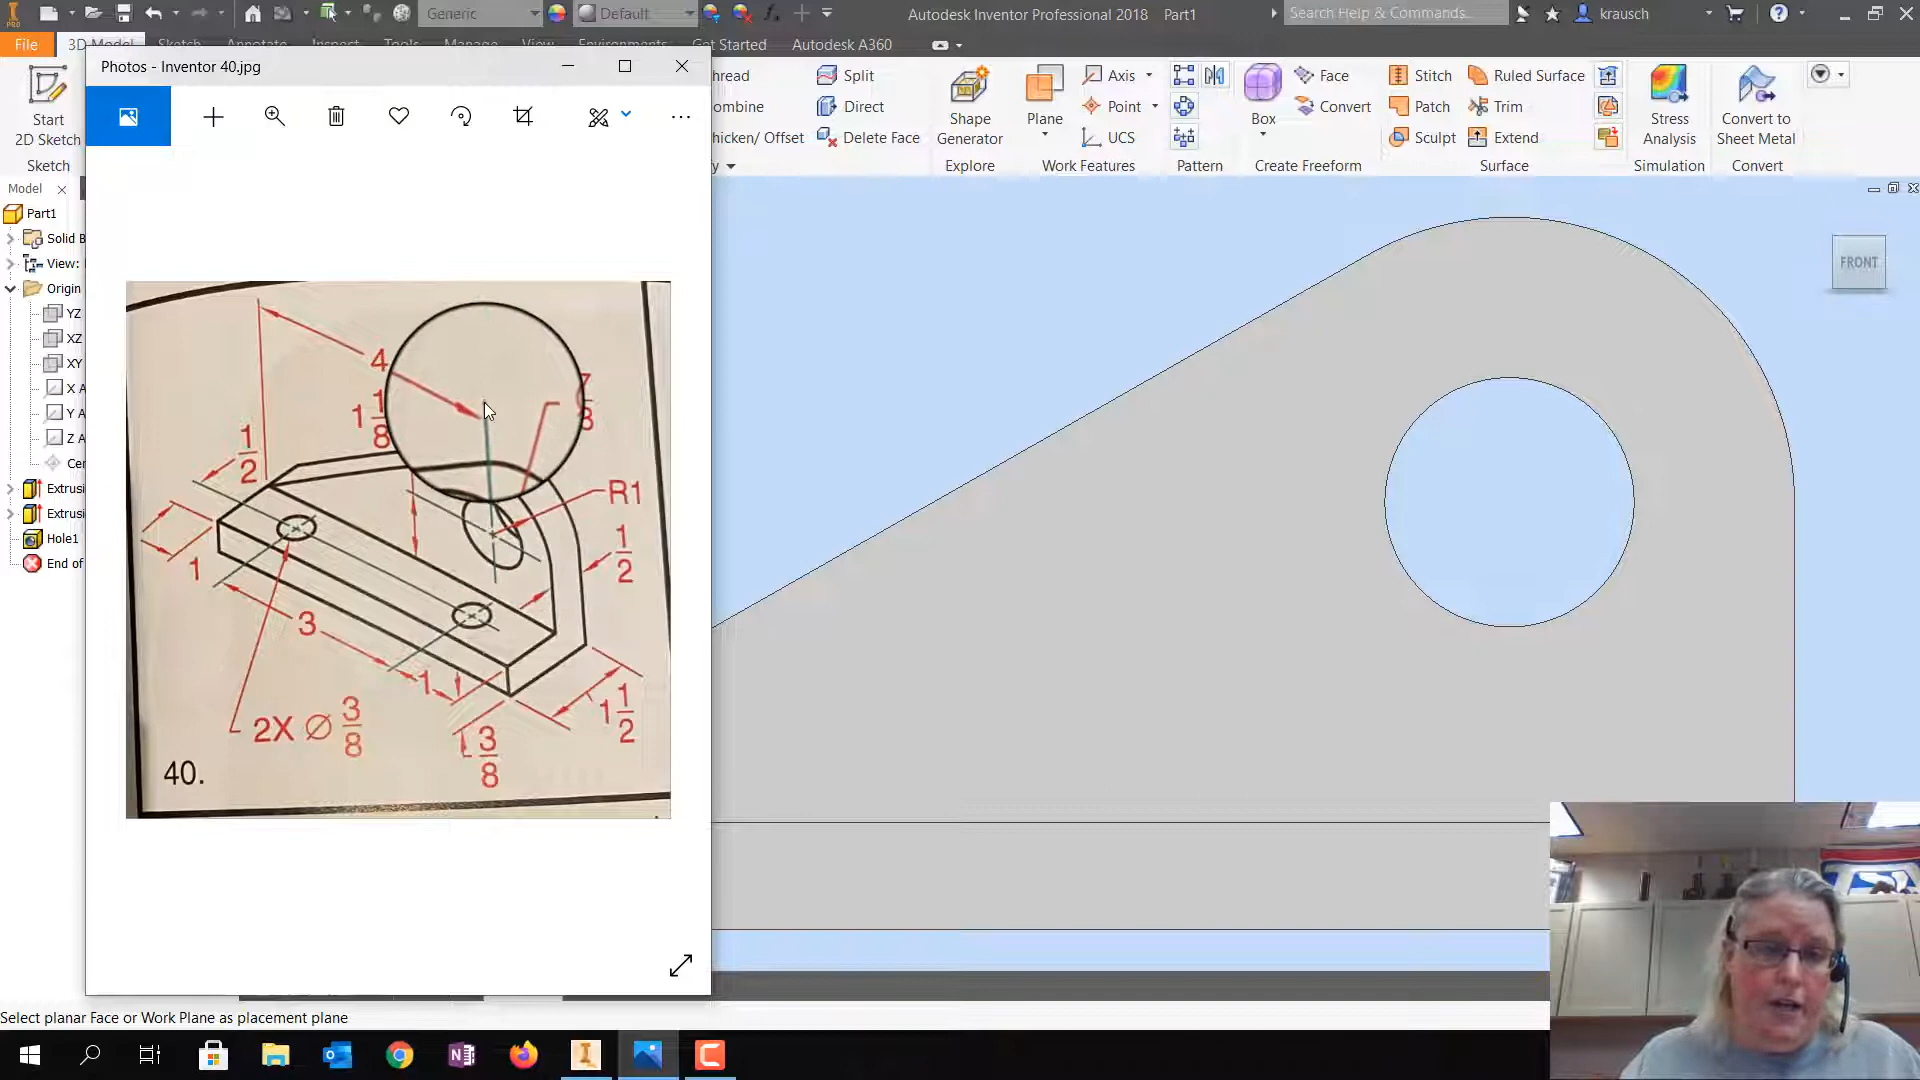 PRO
Generic
Default
Autodesk Inventor Professional 2018 Part1
Search Help & Commands...
krausch
File
3D Model
Sketch
Annotate
Inspect
Tools
Manage
View
Environments
Get Started
Autodesk A360
Start
2D Sketch
Sketch
Photos - Inventor 40.jpg
hread
ombine
hicken/ Offset
Split
Direct
Delete Face
Shape
Generator
Explore
Plane
Axis
Point
UCS
Work Features
Pattern
Box
Face
Convert
Create Freeform
Stitch
Patch
Sculpt
Ruled Surface
Trim
Extend
Surface
Stress
Analysis
Simulation
Convert to
Sheet Metal
Convert
Model
Part1
Solid B
View:
Origin
YZ
XZ
XY
X A
Y A
Z A
Cer
Extrusi
Extrusi
Hole1
End of
4
1 1/8
1/2
R1
1/2
1
3
1
1 1/2
2X Ø 3/8
3/8
40.
FRONT
Select planar Face or Work Plane as placement plane